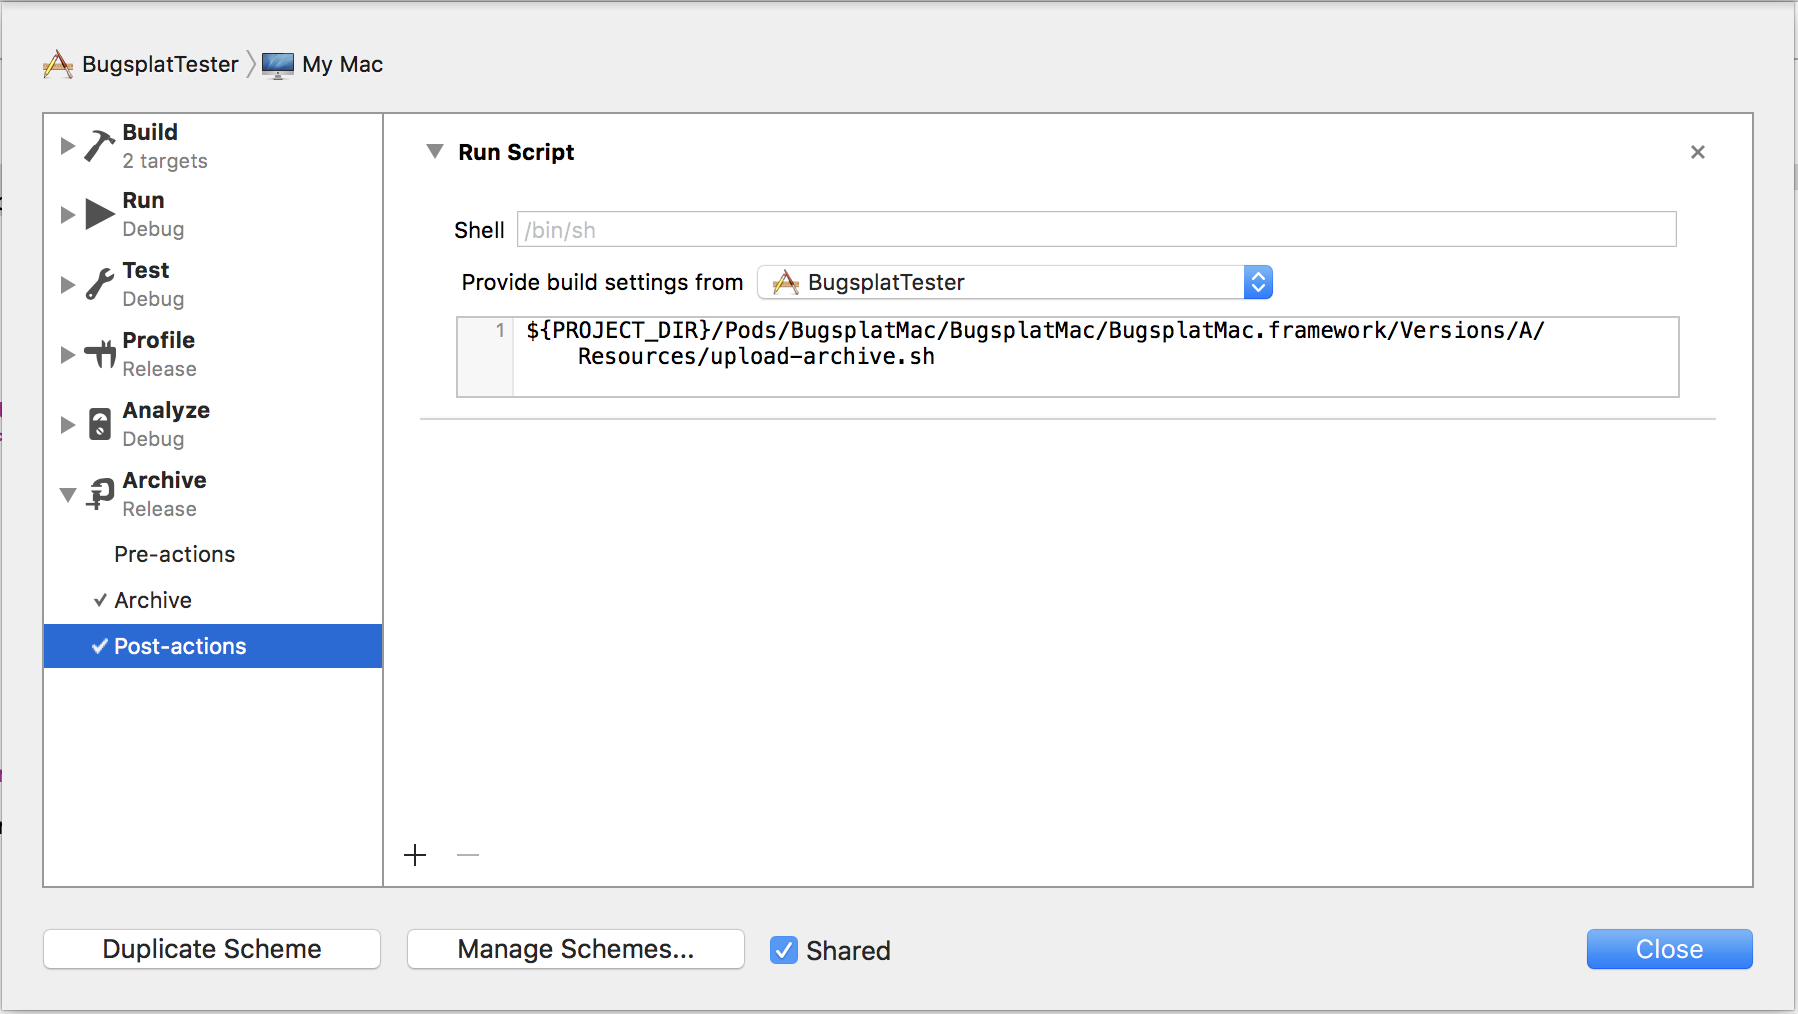 BugsplatTester
My Mac
Build
2 targets
Run
Debug
Test
Debug
Profile
Release
Analyze
Debug
Archive
Release
Pre-actions
Archive
Post-actions
Run Script
Shell /bin/sh
Provide build settings from BugsplatTester
1 ${PROJECT_DIR}/Pods/BugsplatMac/BugsplatMac/BugsplatMac.framework/Versions/A/
Resources/upload-archive.sh
Duplicate Scheme
Manage Schemes...
Shared
Close